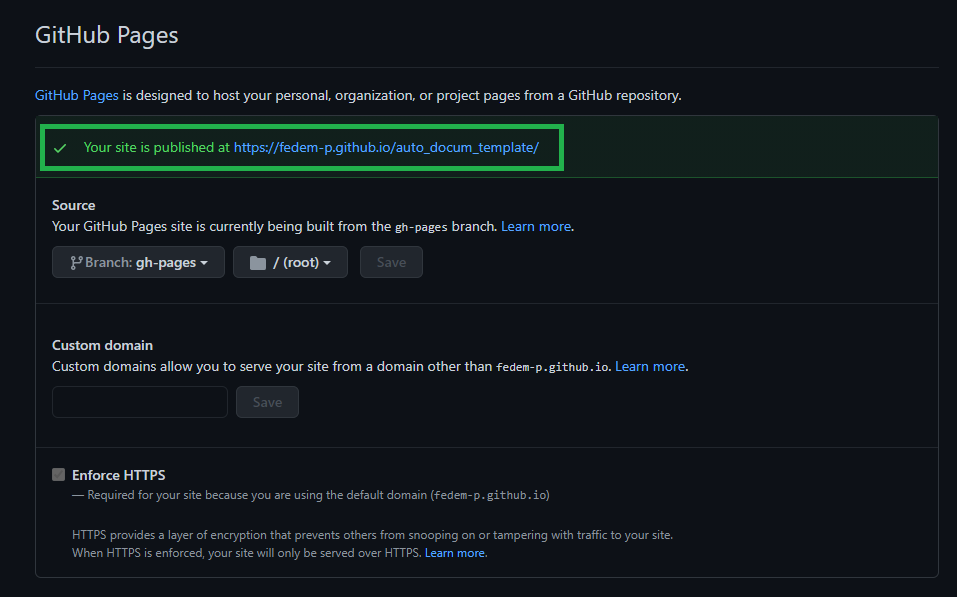 GitHub Pages
GitHub Pages is designed to host your personal, organization, or project pages from a GitHub repository.
Your site is published at https://fedem-p.github.io/auto_docum_template/
Source
Your GitHub Pages site is currently being built from the gh-pages branch. Learn more.
Branch: gh-pages / (root) Save
Custom domain
Custom domains allow you to serve your site from a domain other than fedem-p.github.io. Learn more.
Save
Enforce HTTPS
— Required for your site because you are using the default domain (fedem-p.github.io)
HTTPS provides a layer of encryption that prevents others from snooping on or tampering with traffic to your site.
When HTTPS is enforced, your site will only be served over HTTPS. Learn more.